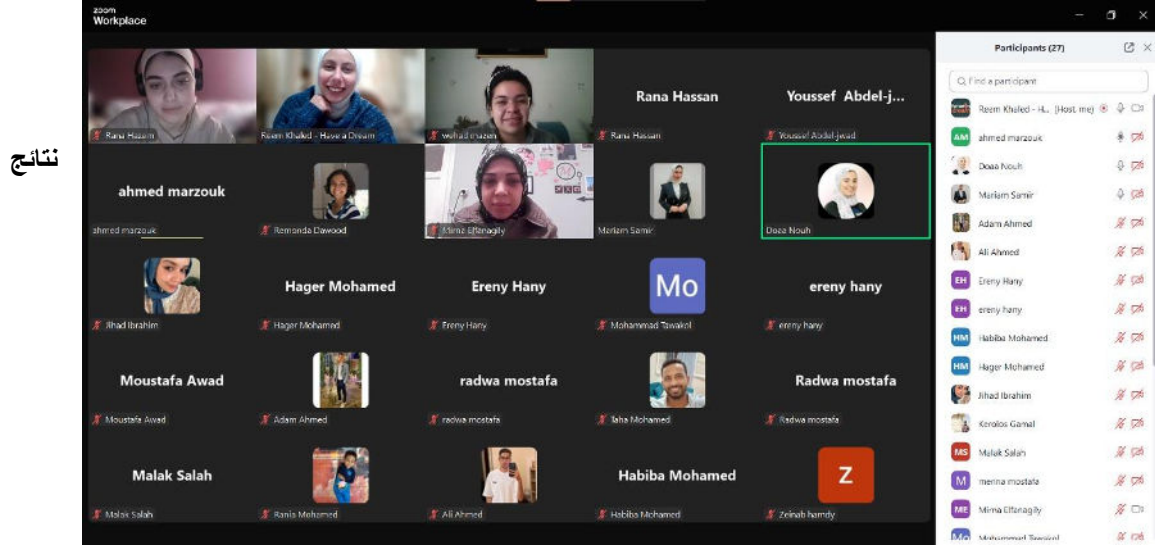 zoom
Workplace
Participants (27)
Find a participant
Rana Hassan
Youssef Abdel-j...
Rana Hazem
Reem Khaled - Have a Dream
wehad mazen
Rana Hassan
Youssef Abdel-jwad
نتائج
ahmed marzouk
ahmed marzouk
Remonda Dawood
Mirna Elfanagily
Mariam Samir
Doaa Nouh
Hager Mohamed
Ereny Hany
Mo
ereny hany
Jihad Ibrahim
Hager Mohamed
Ereny Hany
Mohammad Tawakol
ereny hany
Moustafa Awad
radwa mostafa
Radwa mostafa
Moustafa Awad
Adam Ahmed
radwa mostafa
Taha Mohamed
Radwa mostafa
Malak Salah
Habiba Mohamed
Z
Malak Salah
Rania Mohamed
Ali Ahmed
Habiba Mohamed
Zeinab hamdy
Reem Khaled - H... (Host, me)
AM ahmed marzouk
Doaa Nouh
Mariam Samir
Adam Ahmed
Ali Ahmed
EH Ereny Hany
EH ereny hany
HM Habiba Mohamed
HM Hager Mohamed
Jihad Ibrahim
Kerolos Gamal
MS Malak Salah
M menna mostafa
ME Mirna Elfanagily
Mo Mohammad Tawakol